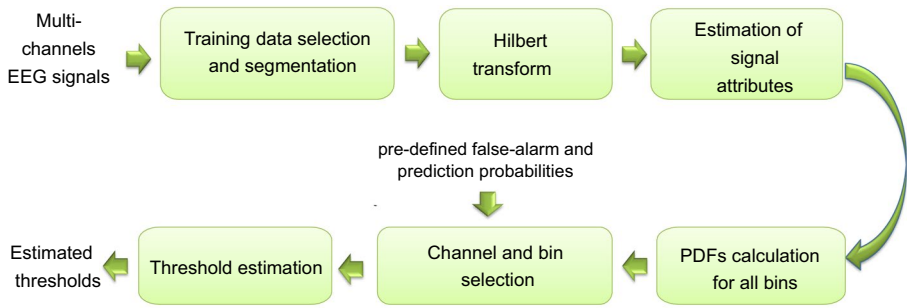 Multi-
channels
EEG signals
Training data selection
and segmentation
Hilbert
transform
Estimation of
signal
attributes
pre-defined false-alarm and
prediction probabilities
Estimated
thresholds
Threshold estimation
Channel and bin
selection
PDFs calculation
for all bins